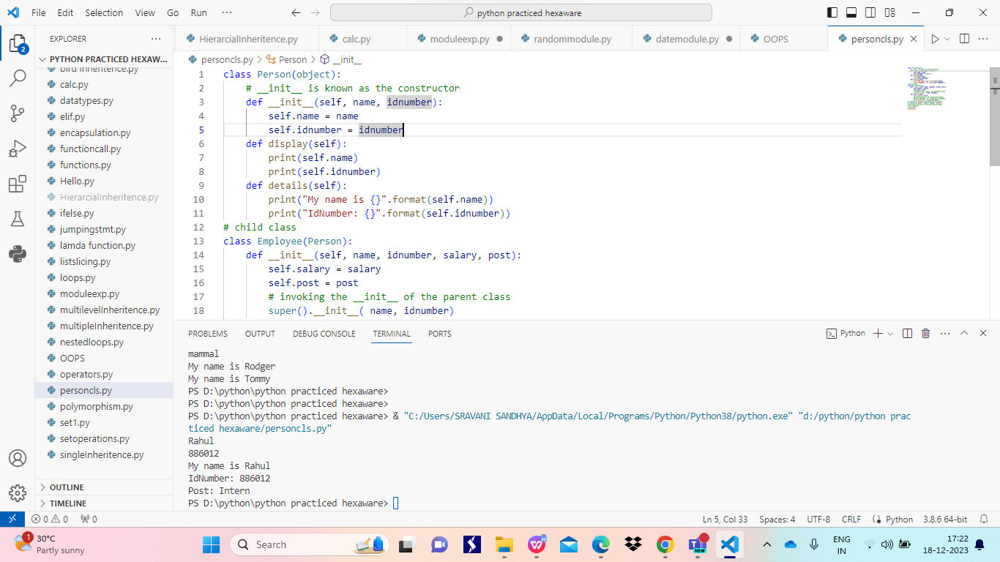 File Edit Selection View Go Run ···
python practiced hexaware
EXPLORER ···
PYTHON PRACTICED HEXAW...
bird inheritence.py
calc.py
datatypes.py
elif.py
encapsulation.py
functioncall.py
functions.py
Hello.py
HierarcialInheritence.py
ifelse.py
jumpingstmt.py
lamda function.py
listslicing.py
loops.py
moduleexp.py
multilevelInheritence.py
multipleInheritence.py
nestedloops.py
OOPS
operators.py
personcls.py
polymorphism.py
set1.py
setoperations.py
singleInheritence.py
OUTLINE
TIMELINE
2
HierarcialInheritence.py calc.py moduleexp.py randommodule.py datemodule.py OOPS personcls.py
personcls.py > Person > __init__
1 class Person(object):
2 # __init__ is known as the constructor
3 def __init__(self, name, idnumber):
4 self.name = name
5 self.idnumber = idnumber
6 def display(self):
7 print(self.name)
8 print(self.idnumber)
9 def details(self):
10 print("My name is {}".format(self.name))
11 print("IdNumber: {}".format(self.idnumber))
12 # child class
13 class Employee(Person):
14 def __init__(self, name, idnumber, salary, post):
15 self.salary = salary
16 self.post = post
17 # invoking the __init__ of the parent class
18 super().__init__( name, idnumber)
PROBLEMS OUTPUT DEBUG CONSOLE TERMINAL PORTS
Python
mammal
My name is Rodger
My name is Tommy
PS D:\python\python practiced hexaware>
PS D:\python\python practiced hexaware>
PS D:\python\python practiced hexaware> & "C:/Users/SRAVANI SANDHYA/AppData/Local/Programs/Python/Python38/python.exe" "d:/python/python prac
ticed hexaware/personcls.py"
Rahul
886012
My name is Rahul
IdNumber: 886012
Post: Intern
PS D:\python\python practiced hexaware>
0 0 0
Ln 5, Col 33 Spaces: 4 UTF-8 CRLF Python 3.8.6 64-bit
1
30°C
Partly sunny
Search
NEW
ENG
IN
17:22
18-12-2023